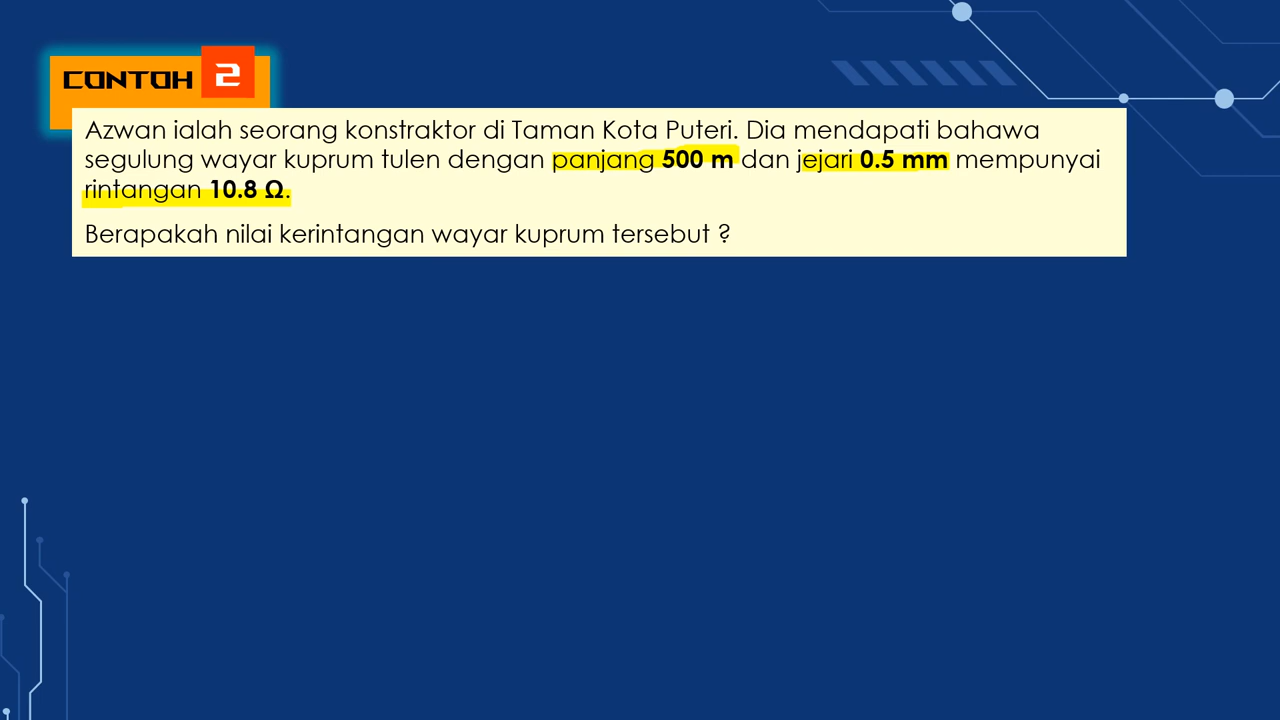 CONTOH 2
Azwan ialah seorang konstraktor di Taman Kota Puteri. Dia mendapati bahawa
segulung wayar kuprum tulen dengan panjang 500 m dan jejari 0.5 mm mempunyai
rintangan 10.8 Ω.
Berapakah nilai kerintangan wayar kuprum tersebut ?